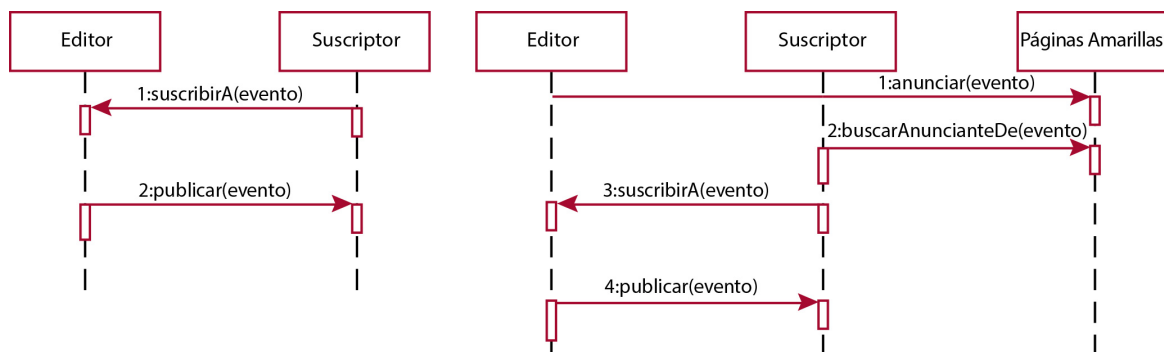 Editor
Suscriptor
1:suscribirA(evento)
2:publicar(evento)
Editor
Suscriptor
Páginas Amarillas
1:anunciar(evento)
2:buscarAnuncianteDe(evento)
3:suscribirA(evento)
4:publicar(evento)